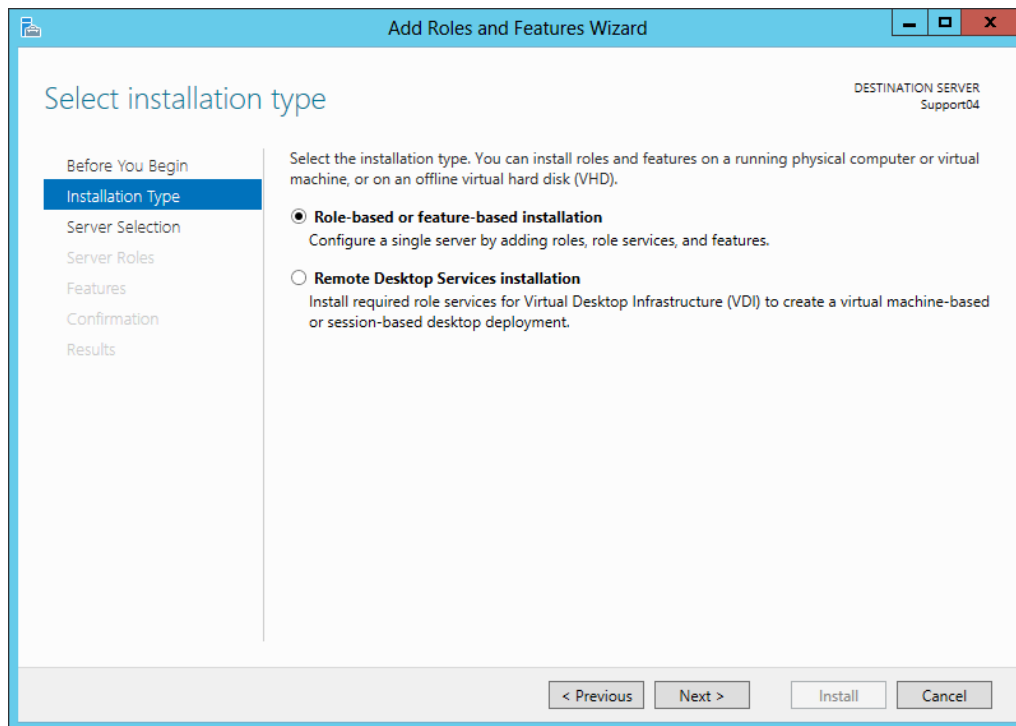 Add Roles and Features Wizard
Select installation type
DESTINATION SERVER
Support04
Before You Begin
Installation Type
Server Selection
Server Roles
Features
Confirmation
Results
Select the installation type. You can install roles and features on a running physical computer or virtual
machine, or on an offline virtual hard disk (VHD).
Role-based or feature-based installation
Configure a single server by adding roles, role services, and features.
Remote Desktop Services installation
Install required role services for Virtual Desktop Infrastructure (VDI) to create a virtual machine-based
or session-based desktop deployment.
< Previous
Next >
Install
Cancel